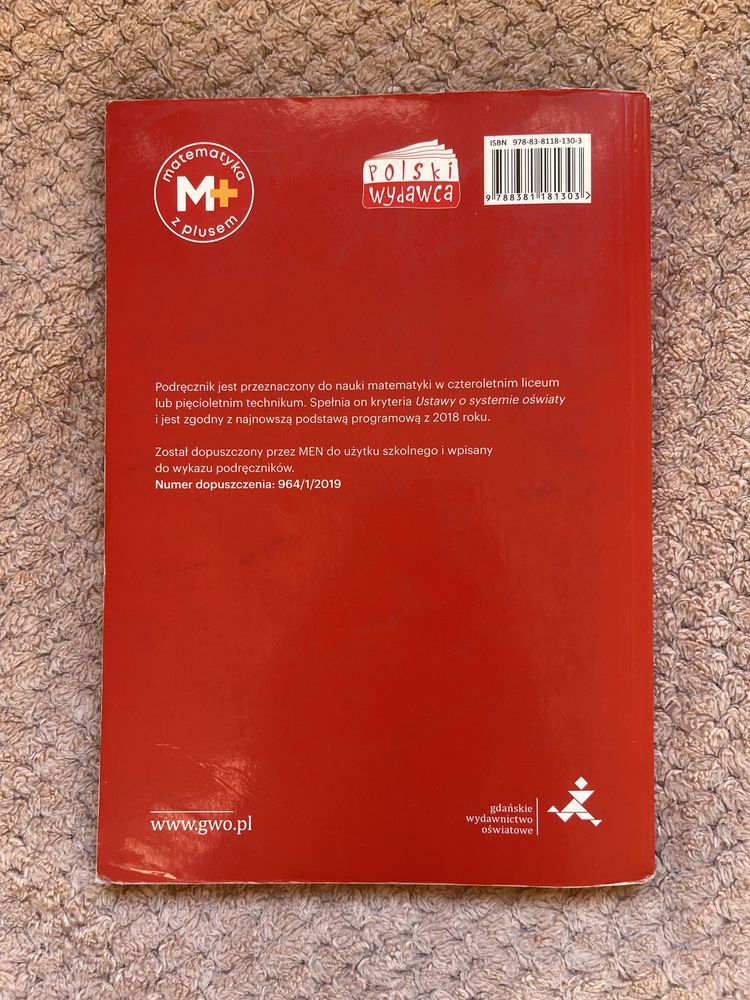 matematyka
M+
z plusem
Polski
wydawca
ISBN 978-83-8118-130-3
9 788381 181303 >
Podręcznik jest przeznaczony do nauki matematyki w czteroletnim liceum
lub pięcioletnim technikum. Spełnia on kryteria Ustawy o systemie oświaty
i jest zgodny z najnowszą podstawą programową z 2018 roku.
Został dopuszczony przez MEN do użytku szkolnego i wpisany
do wykazu podręczników.
Numer dopuszczenia: 964/1/2019
www.gwo.pl
gdańskie
wydawnictwo
oświatowe